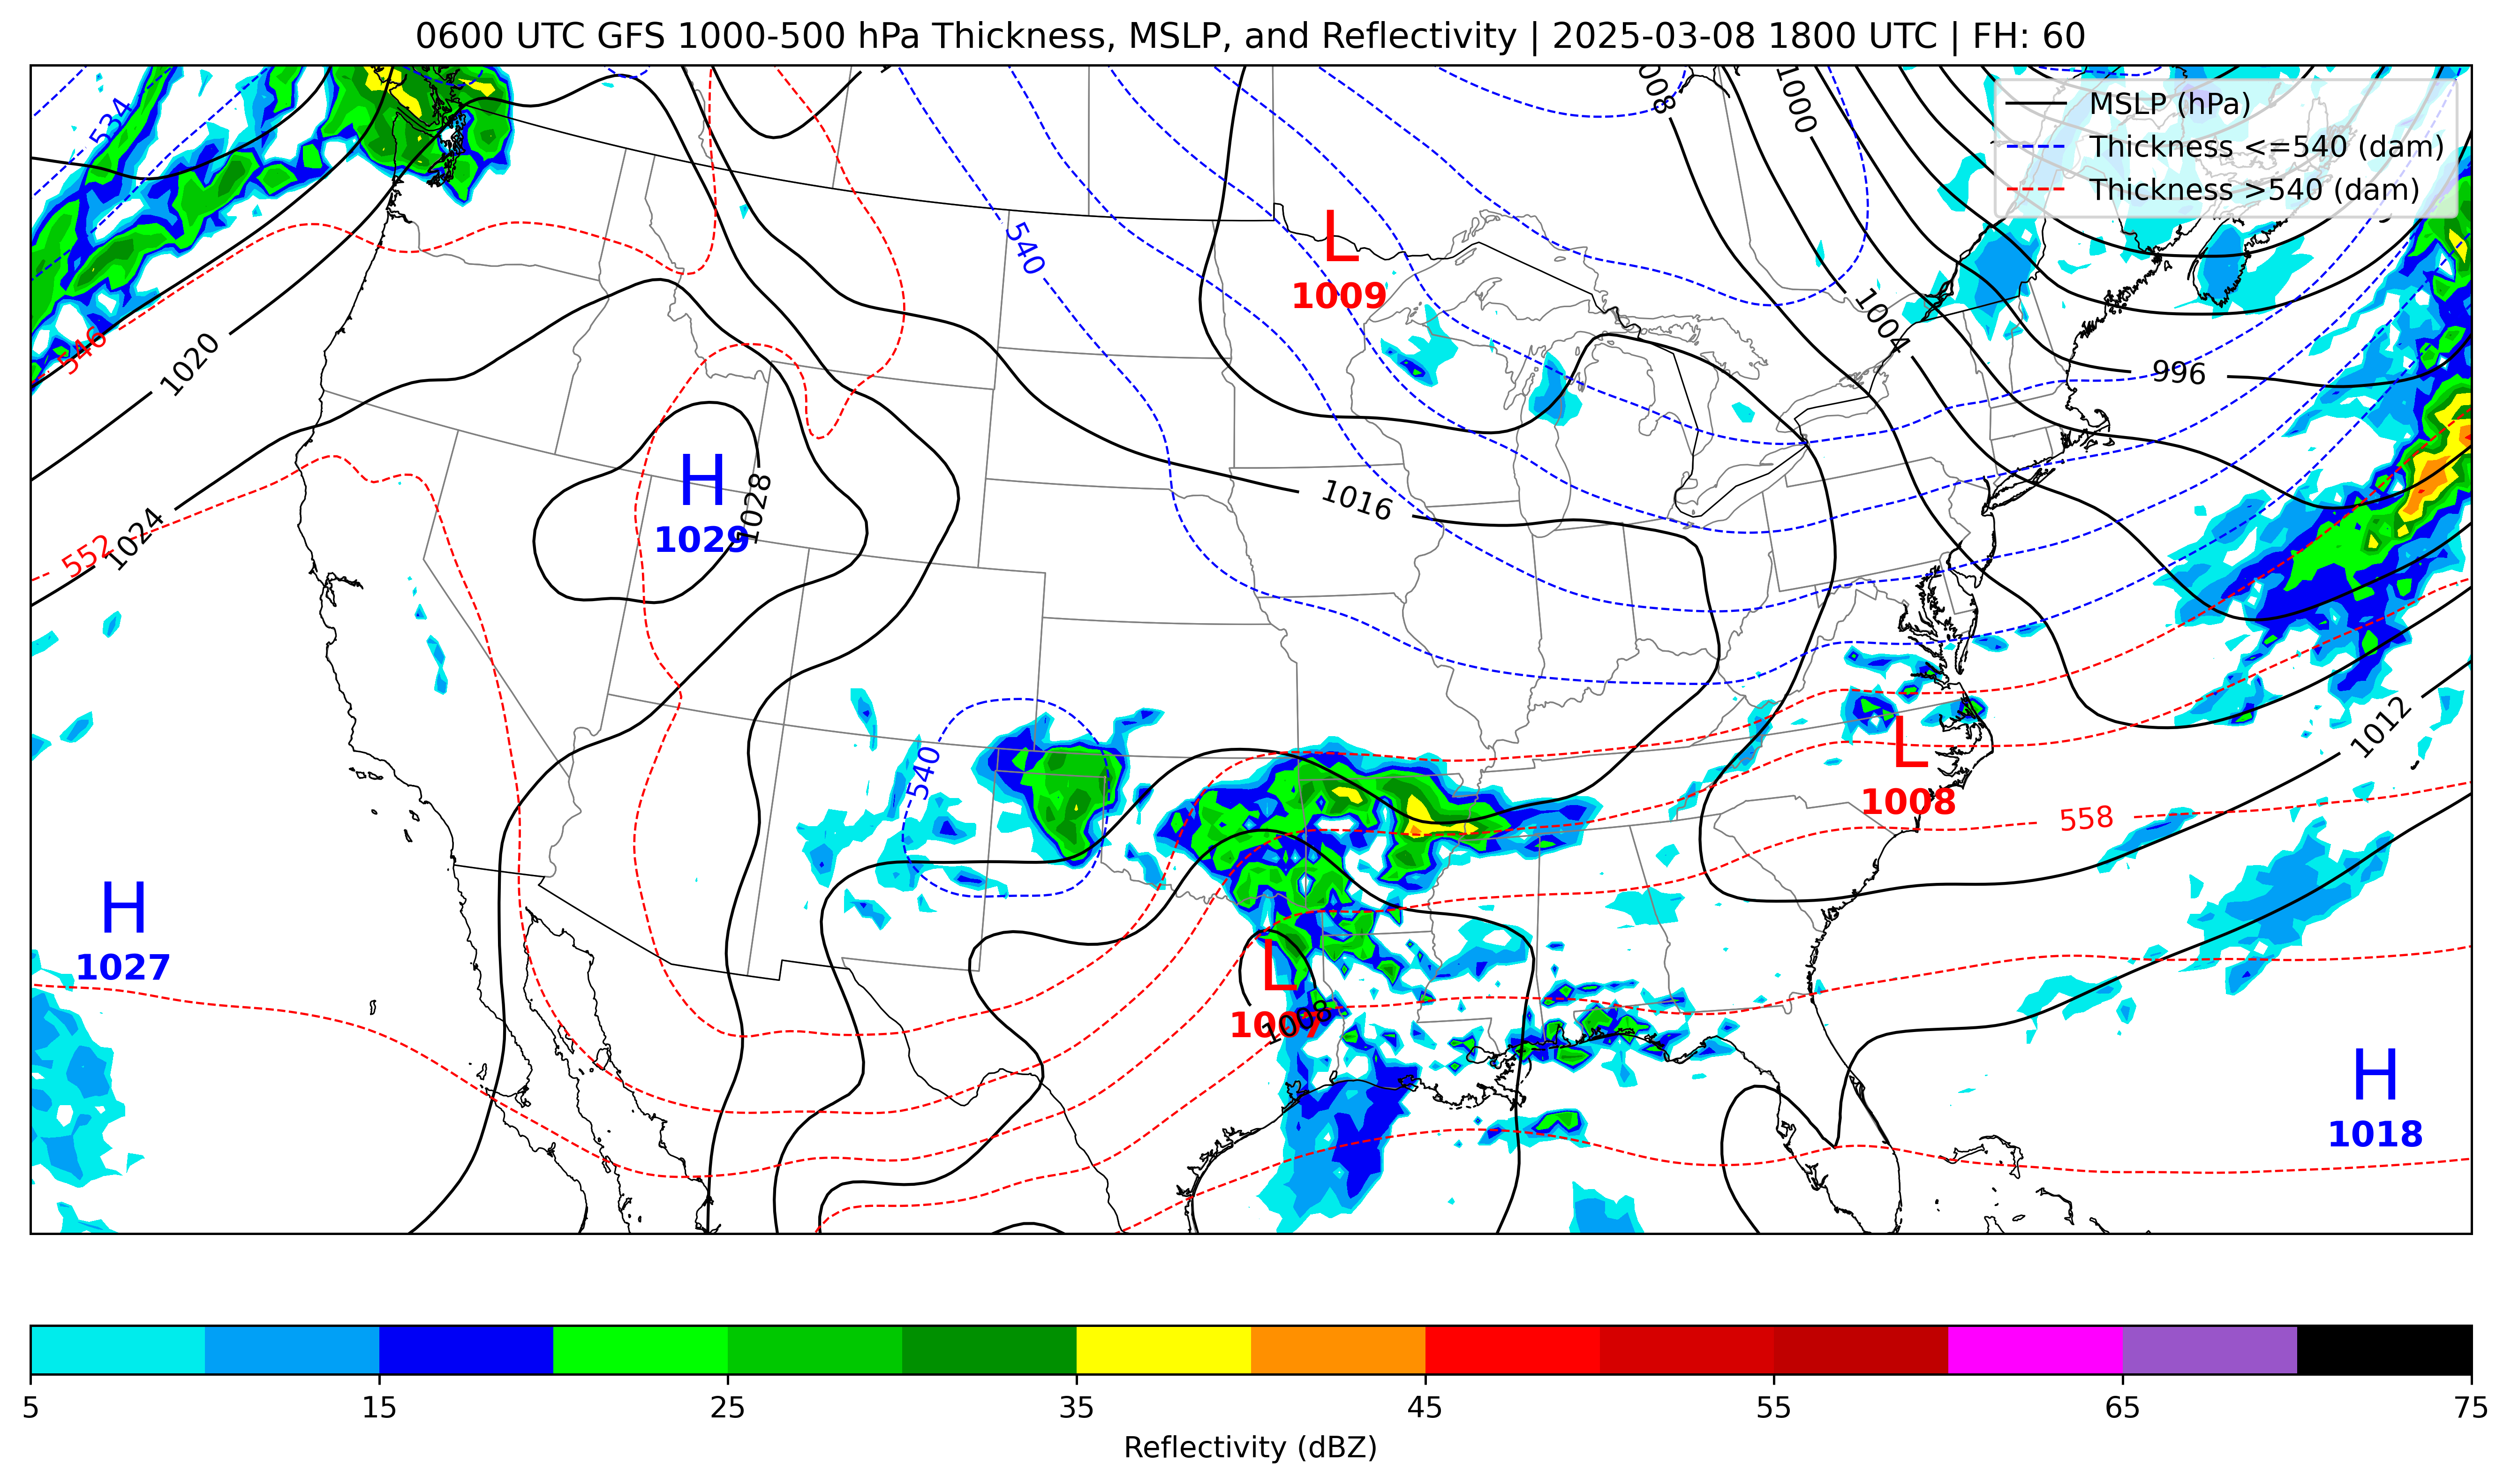 0600 UTC GFS 1000-500 hPa Thickness, MSLP, and Reflectivity | 2025-03-08 1800 UTC | FH: 60
MSLP (hPa)
Thickness <=540 (dam)
Thickness >540 (dam)
534
1000
540
L
1009
1004
546
1020
996
H
1029
1028
1016
552
1024
540
L
1008
1012
558
H
1027
L
1007
1008
H
1018
5 15 25 35 45 55 65 75
Reflectivity (dBZ)